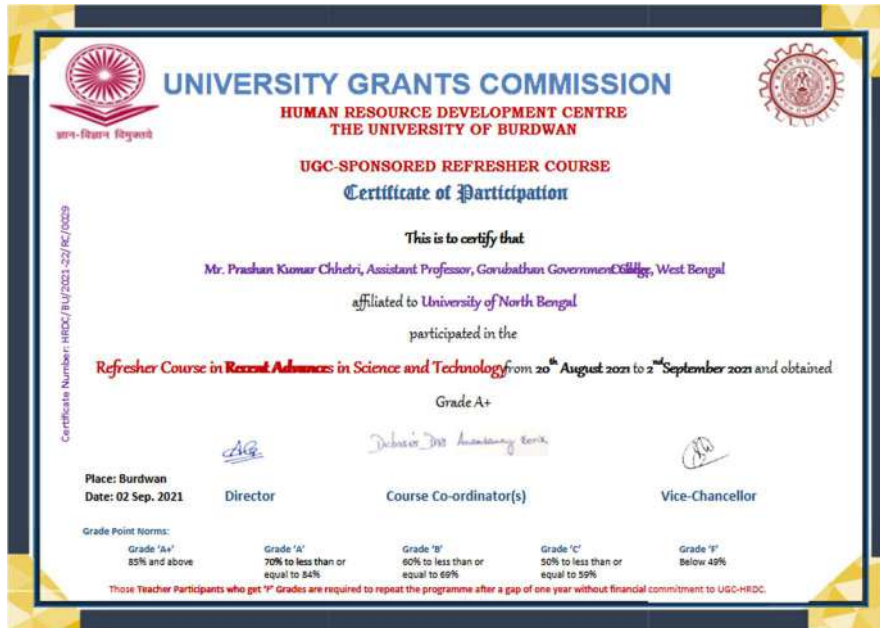 UNIVERSITY GRANTS COMMISSION
HUMAN RESOURCE DEVELOPMENT CENTRE
THE UNIVERSITY OF BURDWAN
ज्ञान-विज्ञान विमुक्तये
UGC-SPONSORED REFRESHER COURSE
Certificate of Participation
This is to certify that
Mr. Prashan Kumar Chhetri, Assistant Professor, Gorubathan Government College, West Bengal
affiliated to University of North Bengal
participated in the
Refresher Course in Recent Advances in Science and Technology from 20th August 2021 to 2nd September 2021 and obtained
Grade A+
Certificate Number: HRDC/BU/2021-22/RC/0029
Place: Burdwan
Date: 02 Sep. 2021
Director
Course Co-ordinator(s)
Vice-Chancellor
Grade Point Norms:
Grade 'A+' Grade 'A' Grade 'B' Grade 'C' Grade 'F'
85% and above 70% to less than or 60% to less than or 50% to less than or Below 49%
equal to 84% equal to 69% equal to 59%
Those Teacher Participants who get "F" Grades are required to repeat the programme after a gap of one year without financial commitment to UGC-HRDC.